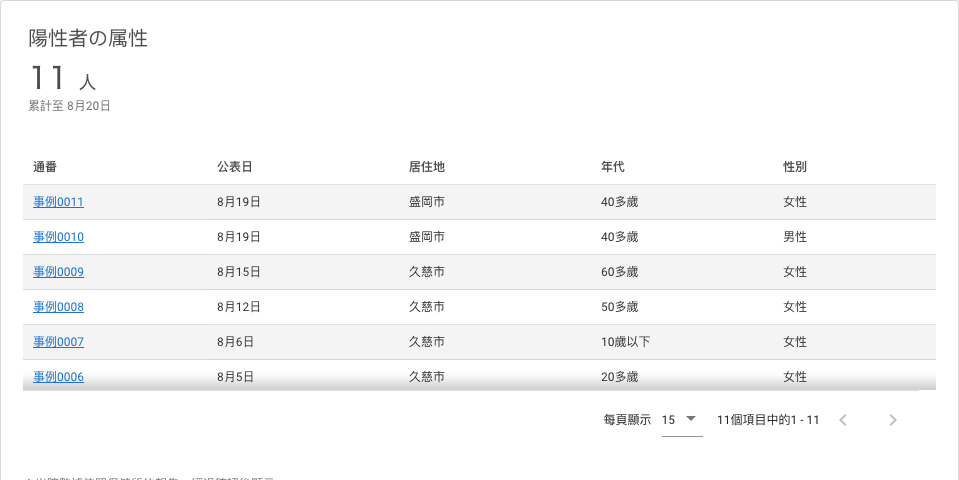 陽性者の属性
11 人
累計至 8月20日
通番 公表日 居住地 年代 性別
事例0011 8月19日 盛岡市 40多歲 女性
事例0010 8月19日 盛岡市 40多歲 男性
事例0009 8月15日 久慈市 60多歲 女性
事例0008 8月12日 久慈市 50多歲 女性
事例0007 8月6日 久慈市 10歲以下 女性
事例0006 8月5日 久慈市 20多歲 女性
每頁顯示 15 11個項目中的1 - 11